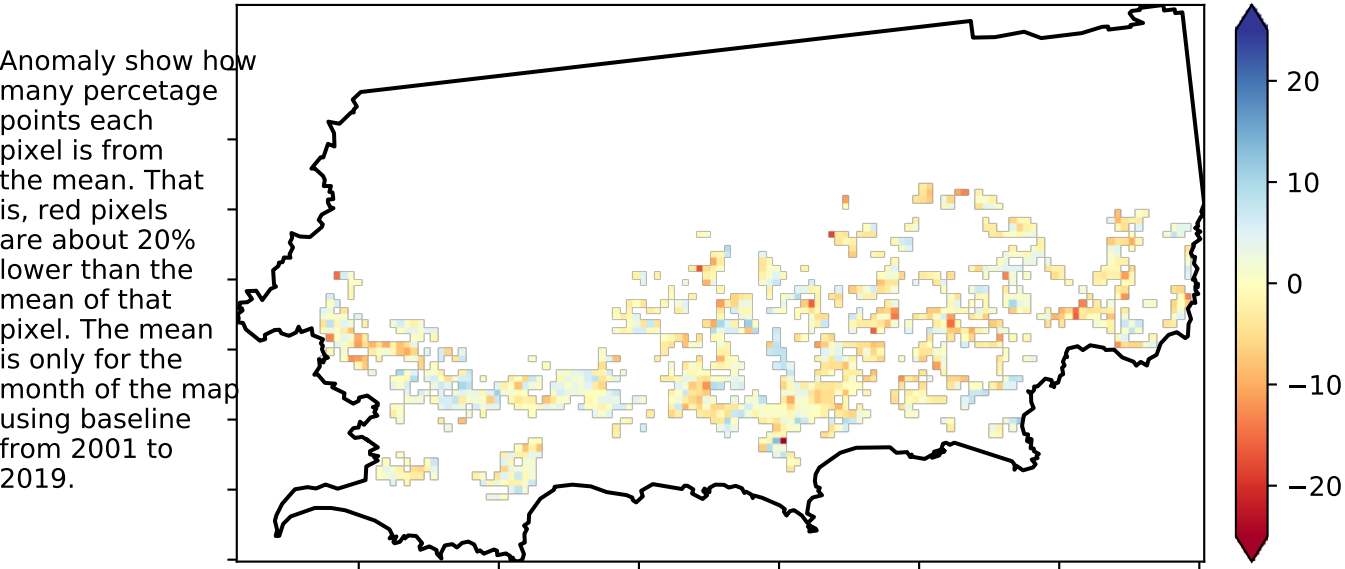 Anomaly show how
many percetage
points each
pixel is from
the mean. That
is, red pixels
are about 20%
lower than the
mean of that
pixel. The mean
is only for the
month of the map
using baseline
from 2001 to
2019.
20
10
0
−10
−20